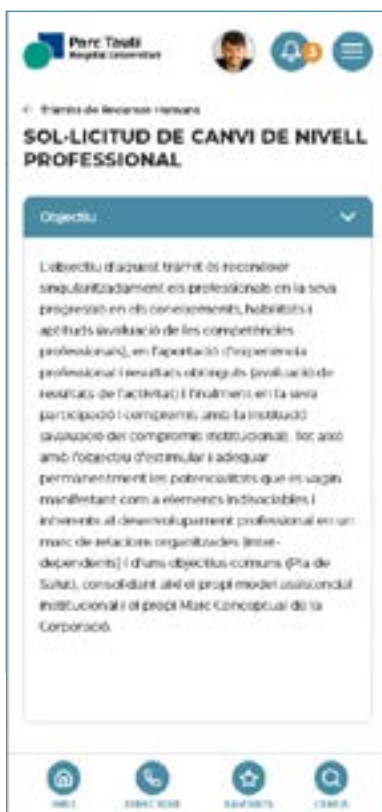 Parc Taulí
Hospital Universitari
3
Tràmits de Recursos Humans
SOL·LICITUD DE CANVI DE NIVELL
PROFESSIONAL
Objectiu
L'objectiu d'aquest tràmit és reconèixer
singularitzadament els professionals en la seva
progressió en els coneixements, habilitats i
aptituds (avaluació de les competències
professionals), en l'aportació d'experiència
professional i resultats obtinguts (avaluació de
resultats de l'activitat) i finalment en la seva
participació i compromís amb la Institució
(avaluació del compromís institucional). Tot això
amb l'objectiu d'estimular i adequar
permanentment les potencialitats que es vagin
manifestant com a elements indissociables i
inherents al desenvolupament professional en un
marc de relacions organitzades (inter-
dependents) i d'uns objectius comuns (Pla de
Salut), consolidant així el propi model assistencial
institucional i el propi Marc Conceptual de la
Corporació.
INICI
DIRECTORI
FAVORITS
CERCA